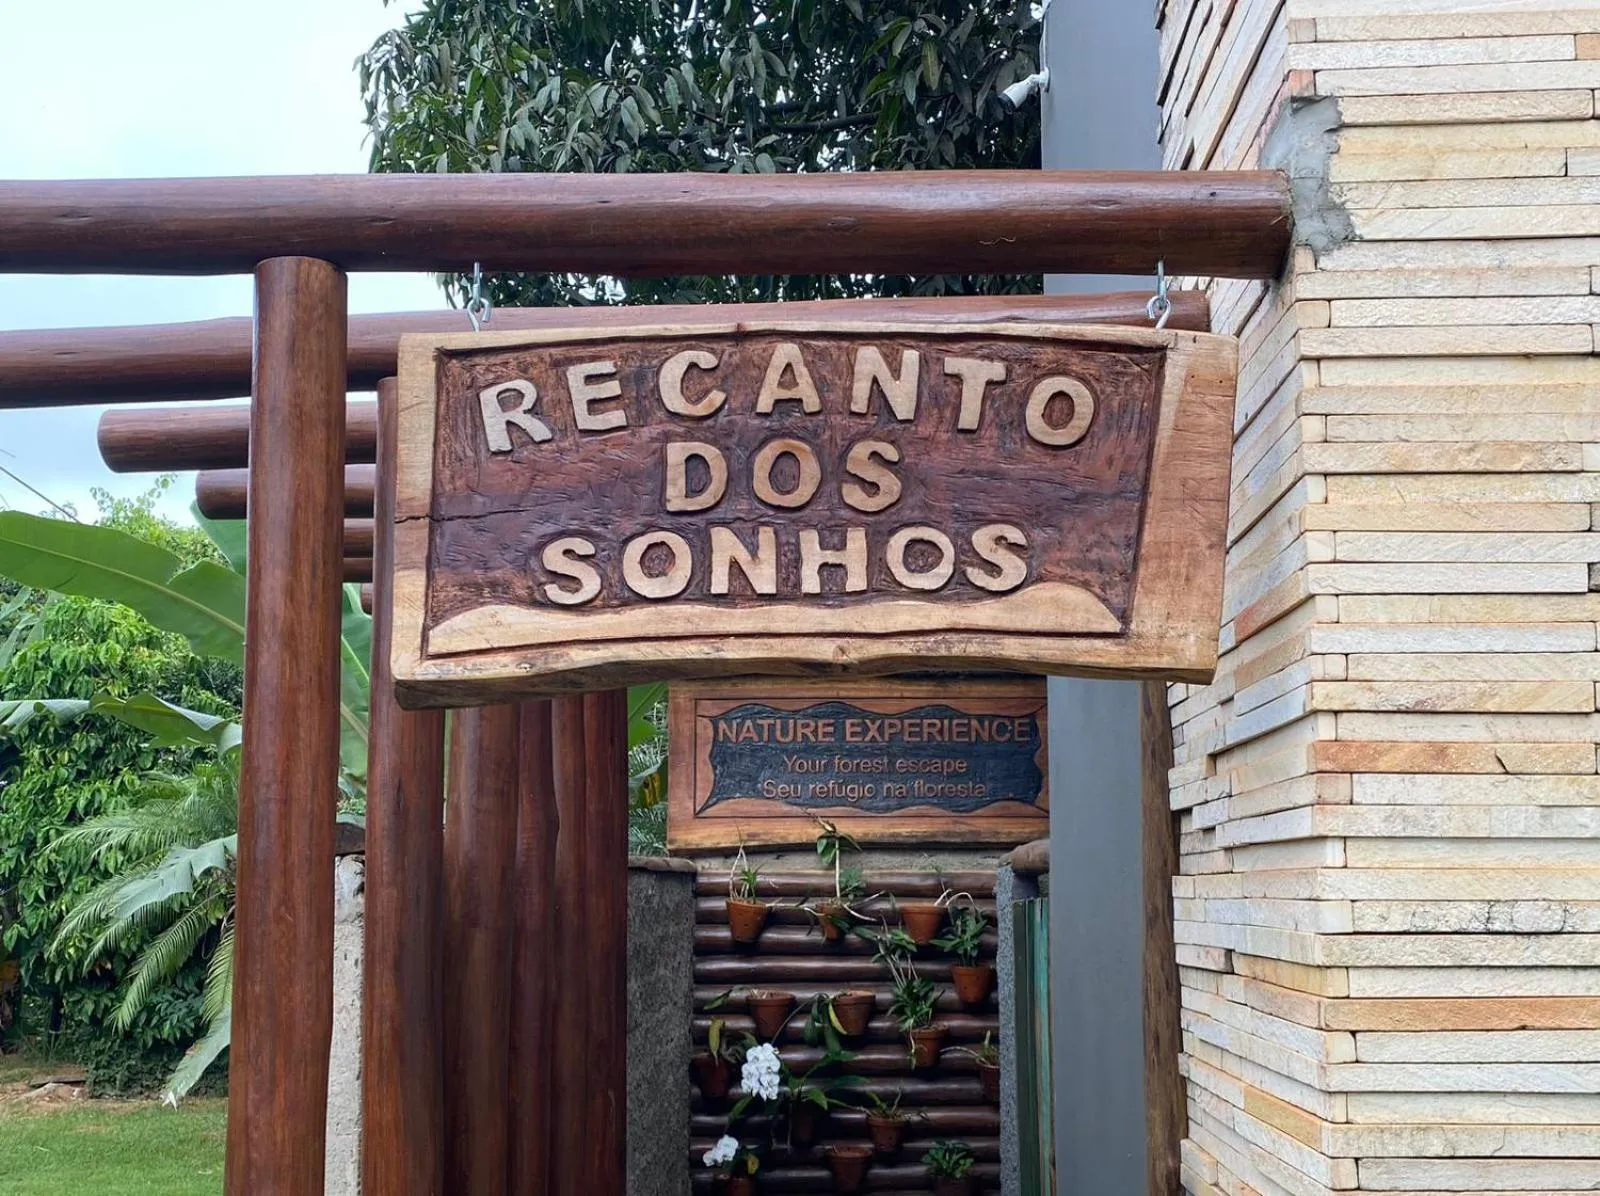 RECANTO
DOS
SONHOS
NATURE EXPERIENCE
Your forest escape
Seu refúgio na floresta